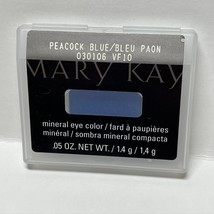 PEACOCK BLUE/BLEU PAON
030106 VF10
MARY KAY
mineral eye color / fard à paupières
minéral / sombra mineral compacta
.05 OZ. NET WT. / 1.4 g / 1,4 g